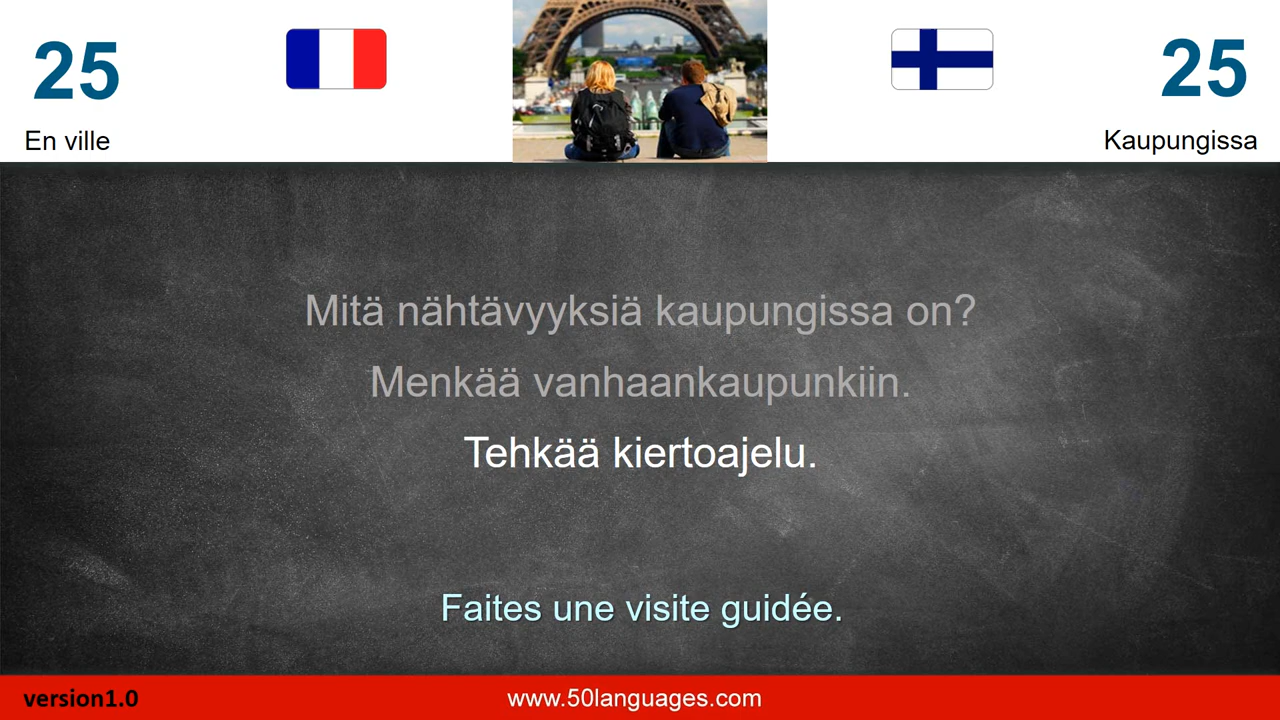 25
25
En ville
Kaupungissa
Mitä nähtävyyksiä kaupungissa on?
Menkää vanhaankaupunkiin.
Tehkää kiertoajelu.
Faites une visite guidée.
version1.0
www.50languages.com